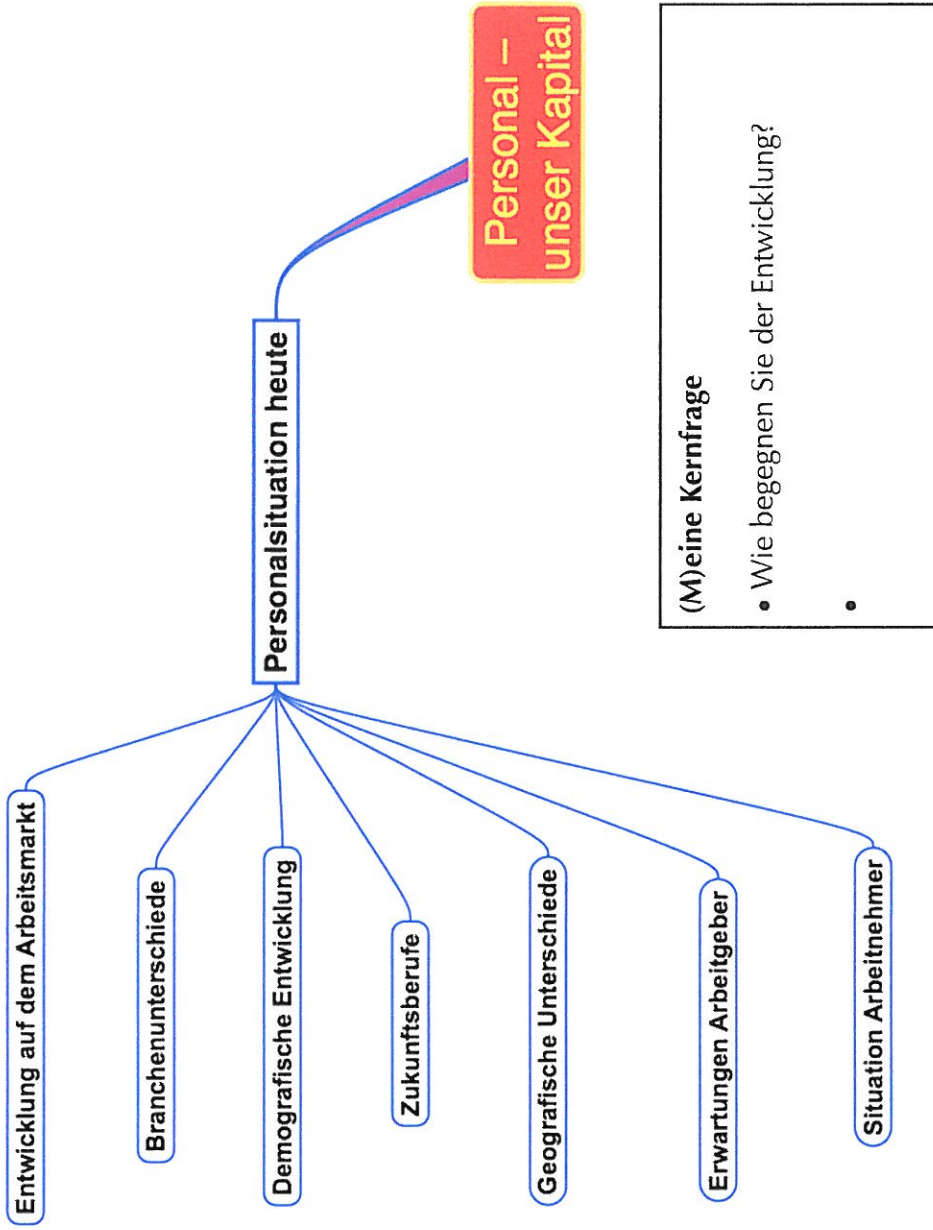 Entwicklung auf dem Arbeitsmarkt
Branchenunterschiede
Demografische Entwicklung
Zukunftsberufe
Geografische Unterschiede
Erwartungen Arbeitgeber
Situation Arbeitnehmer
Personalsituation heute
Personal –
unser Kapital
(M)eine Kernfrage
• Wie begegnen Sie der Entwicklung?
•